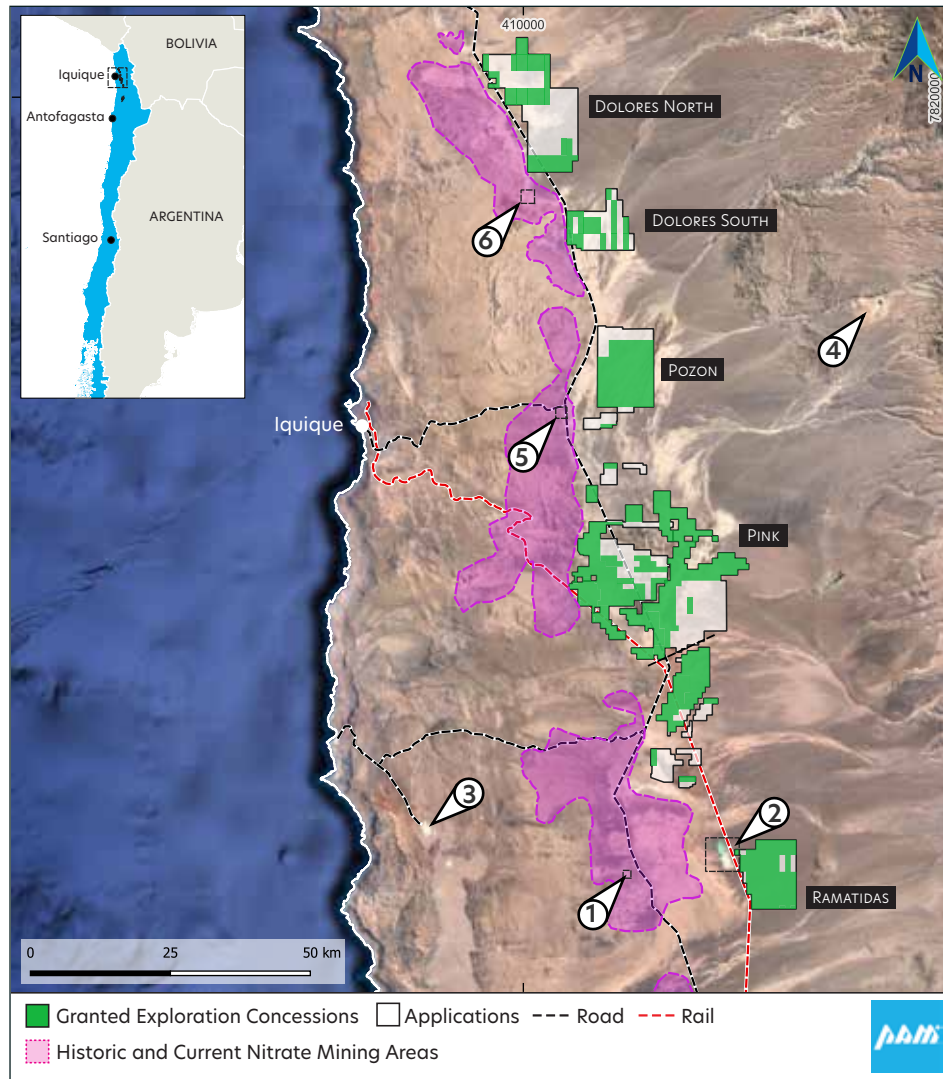 410000
7820000
N
BOLIVIA
Iquique
Antofagasta
ARGENTINA
Santiago
DOLORES NORTH
6
DOLORES SOUTH
4
POZON
Iquique
5
PINK
3
2
1
RAMATIDAS
0 25 50 km
Granted Exploration Concessions Applications Road Rail
Historic and Current Nitrate Mining Areas
PAM